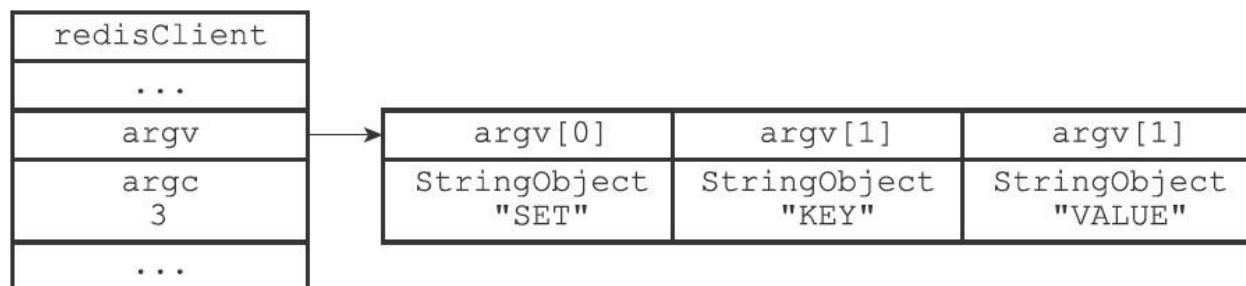 redisClient
...
argv
argc
3
...
argv[0] argv[1] argv[1]
StringObject StringObject StringObject
"SET" "KEY" "VALUE"